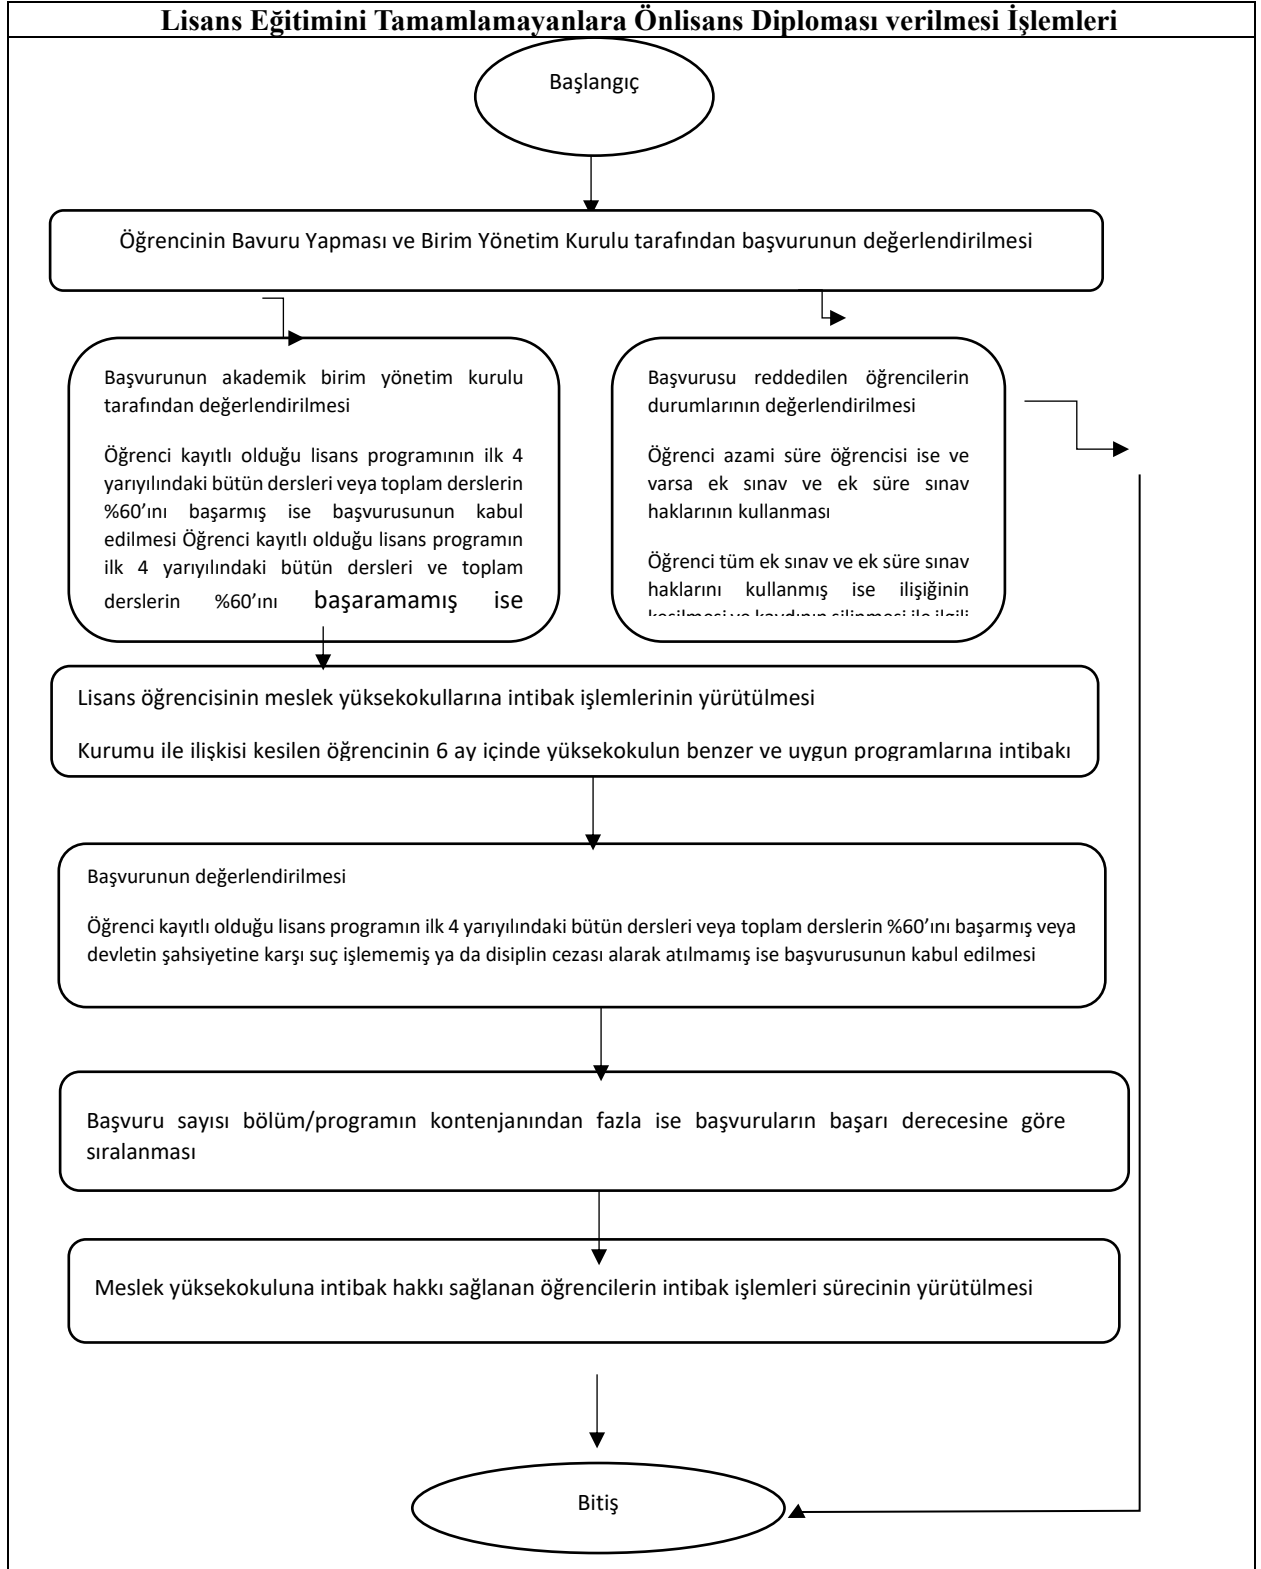 Lisans Eğitimini Tamamlamayanlara Önlisans Diploması verilmesi İşlemleri
Başlangıç
Öğrencinin Bavuru Yapması ve Birim Yönetim Kurulu tarafından başvurunun değerlendirilmesi
Başvurunun akademik birim yönetim kurulu
tarafından değerlendirilmesi
Öğrenci kayıtlı olduğu lisans programının ilk 4
yarıyılındaki bütün dersleri veya toplam derslerin
%60’ını başarmış ise başvurusunun kabul
edilmesi Öğrenci kayıtlı olduğu lisans programın
ilk 4 yarıyılındaki bütün dersleri ve toplam
derslerin %60’ını başaramamış ise
Başvurusu reddedilen öğrencilerin
durumlarının değerlendirilmesi
Öğrenci azami süre öğrencisi ise ve
varsa ek sınav ve ek süre sınav
haklarının kullanması
Öğrenci tüm ek sınav ve ek süre sınav
haklarını kullanmış ise ilişiğinin
kesilmesi ve kaydının silinmesi ile ilgili
Lisans öğrencisinin meslek yüksekokullarına intibak işlemlerinin yürütülmesi
Kurumu ile ilişkisi kesilen öğrencinin 6 ay içinde yüksekokulun benzer ve uygun programlarına intibakı
Başvurunun değerlendirilmesi
Öğrenci kayıtlı olduğu lisans programın ilk 4 yarıyılındaki bütün dersleri veya toplam derslerin %60’ını başarmış veya
devletin şahsiyetine karşı suç işlememiş ya da disiplin cezası alarak atılmamış ise başvurusunun kabul edilmesi
Başvuru sayısı bölüm/programın kontenjanından fazla ise başvuruların başarı derecesine göre
sıralanması
Meslek yüksekokuluna intibak hakkı sağlanan öğrencilerin intibak işlemleri sürecinin yürütülmesi
Bitiş